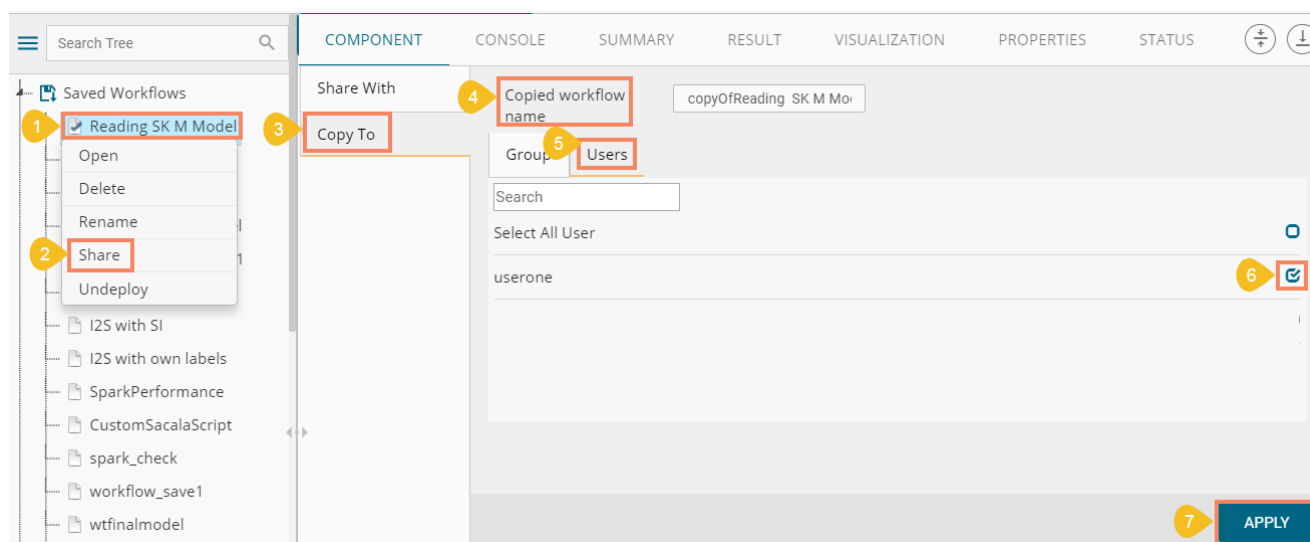 Search Tree
COMPONENT
CONSOLE
SUMMARY
RESULT
VISUALIZATION
PROPERTIES
STATUS
Saved Workflows
1
Reading SK M Model
Open
Delete
Rename
2
Share
1
Undeploy
I2S with SI
I2S with own labels
SparkPerformance
CustomSacalaScript
spark_check
workflow_save1
wtfinalmodel
Share With
3
Copy To
4
Copied workflow
name
copyOfReading SK M Mo
5
Group
Users
Search
Select All User
userone
6
7
APPLY